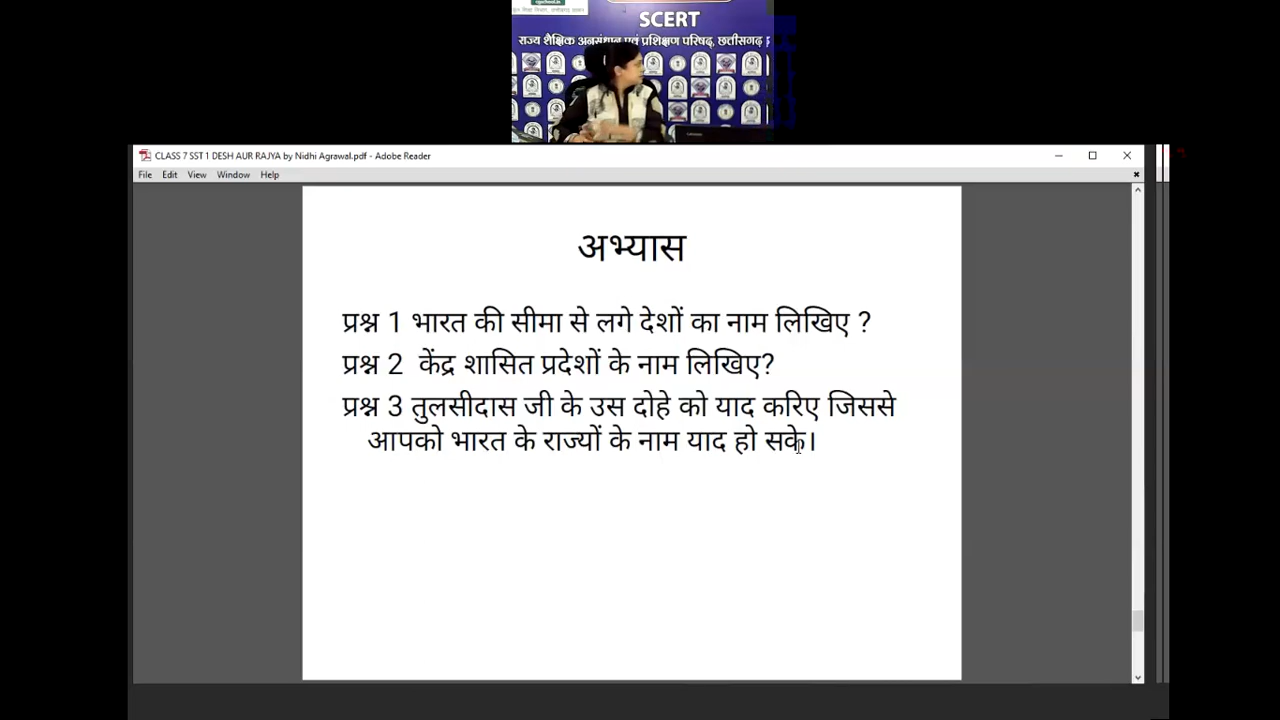 SCERT
राज्य शैक्षिक अनुसंधान एवं प्रशिक्षण परिषद, छत्तीसगढ़
CLASS 7 SST 1 DESH AUR RAJYA by Nidhi Agrawal.pdf - Adobe Reader
File Edit View Window Help
अभ्यास
प्रश्न 1 भारत की सीमा से लगे देशों का नाम लिखिए ?
प्रश्न 2 केंद्र शासित प्रदेशों के नाम लिखिए?
प्रश्न 3 तुलसीदास जी के उस दोहे को याद करिए जिससे
आपको भारत के राज्यों के नाम याद हो सके।